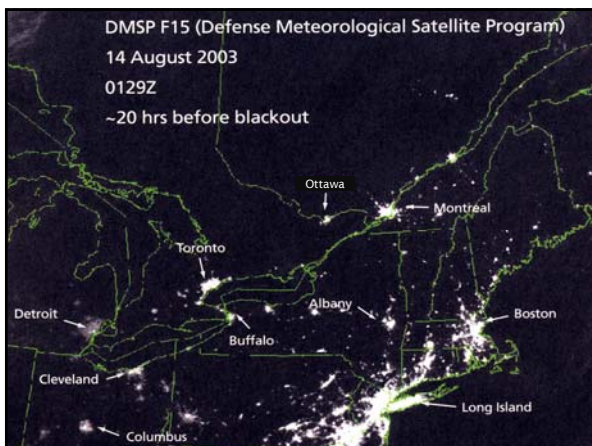 DMSP F15 (Defense Meteorological Satellite Program)
14 August 2003
0129Z
~20 hrs before blackout
Ottawa
Montreal
Toronto
Detroit
Albany
Boston
Buffalo
Cleveland
Long Island
Columbus